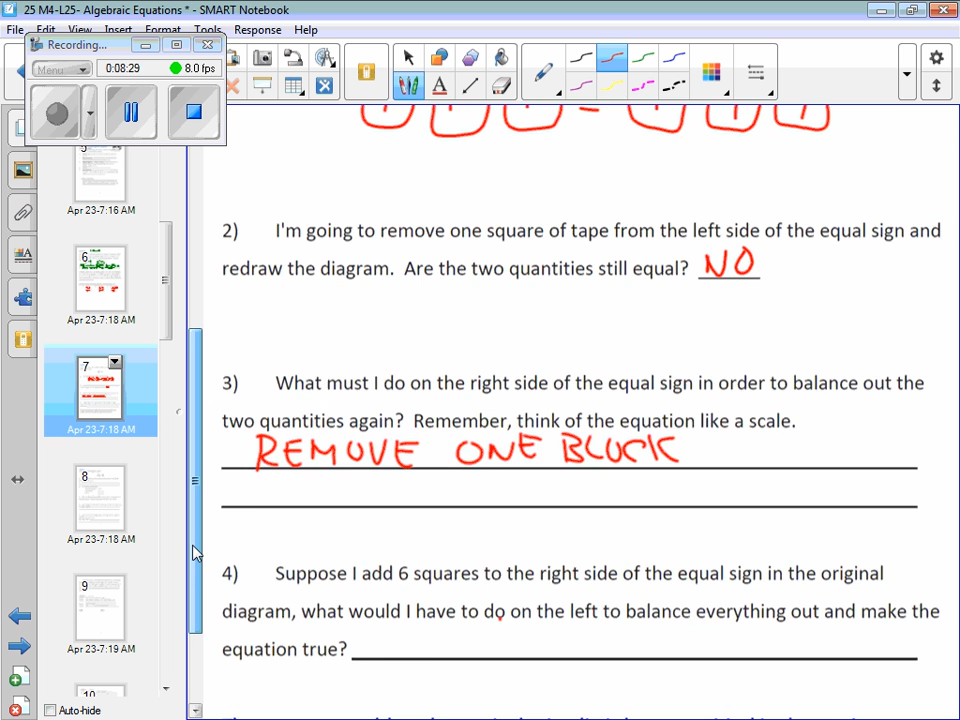 25 M4-L25- Algebraic Equations * - SMART Notebook
File Edit View Insert Format Tools Response Help
Recording...
Menu 0:08:29 8.0 fps
5
Apr 23-7:16 AM
6
Apr 23-7:18 AM
7
Apr 23-7:18 AM
8
Apr 23-7:18 AM
9
Apr 23-7:19 AM
10
Auto-hide
1 1 1 = 1 1 1
2) I'm going to remove one square of tape from the left side of the equal sign and
redraw the diagram. Are the two quantities still equal? NO
3) What must I do on the right side of the equal sign in order to balance out the
two quantities again? Remember, think of the equation like a scale.
REMOVE ONE BLOCK
4) Suppose I add 6 squares to the right side of the equal sign in the original
diagram, what would I have to do on the left to balance everything out and make the
equation true?